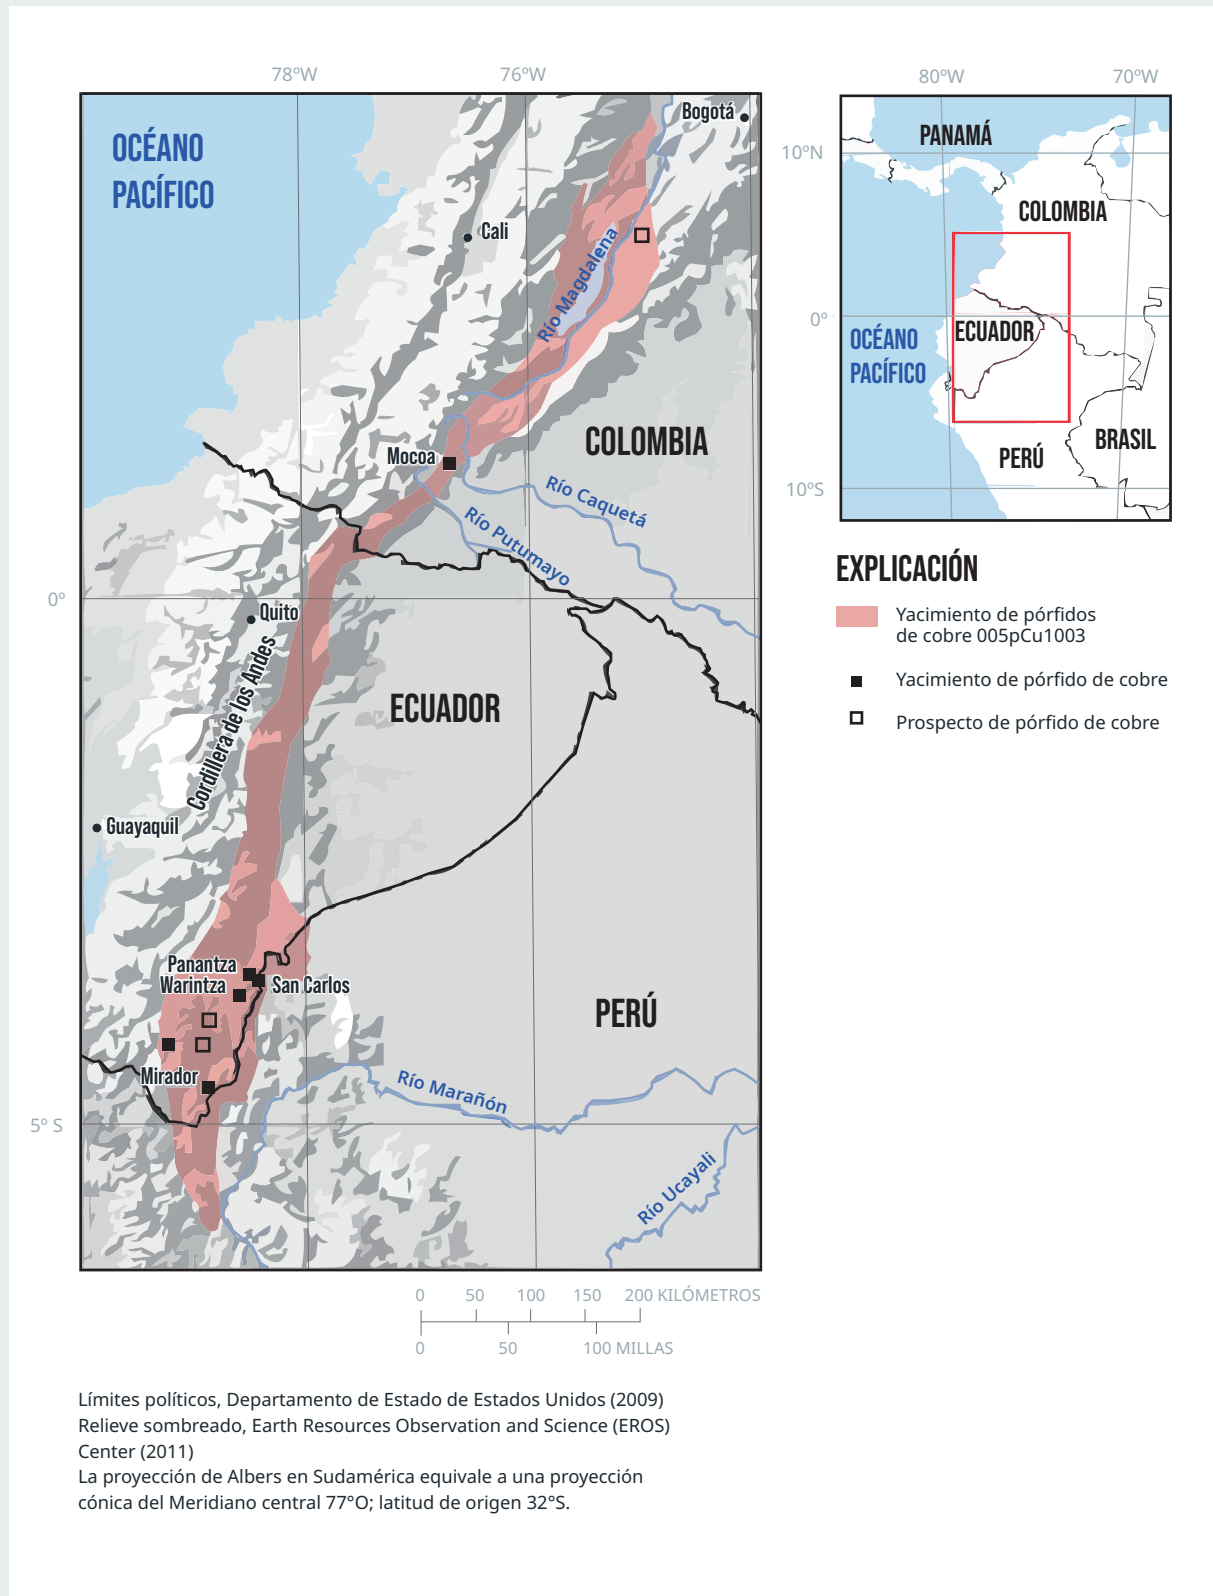 78ºW
76ºW
OCÉANO
PACÍFICO
Bogotá
Cali
Río Magdalena
COLOMBIA
Mocoa
Río Caquetá
Río Putumayo
0º
Quito
Cordillera de los Andes
ECUADOR
Guayaquil
Panantza
Warintza
San Carlos
PERÚ
Mirador
Río Marañón
5º S
Río Ucayali
0
50
100
150
200 KILÓMETROS
0
50
100 MILLAS
80ºW
70ºW
PANAMÁ
10ºN
COLOMBIA
0º
ECUADOR
OCÉANO
PACÍFICO
BRASIL
PERÚ
10ºS
EXPLICACIÓN
Yacimiento de pórfidos
de cobre 005pCu1003
Yacimiento de pórfido de cobre
Prospecto de pórfido de cobre
Límites políticos, Departamento de Estado de Estados Unidos (2009)
Relieve sombreado, Earth Resources Observation and Science (EROS)
Center (2011)
La proyección de Albers en Sudamérica equivale a una proyección
cónica del Meridiano central 77°O; latitud de origen 32°S.